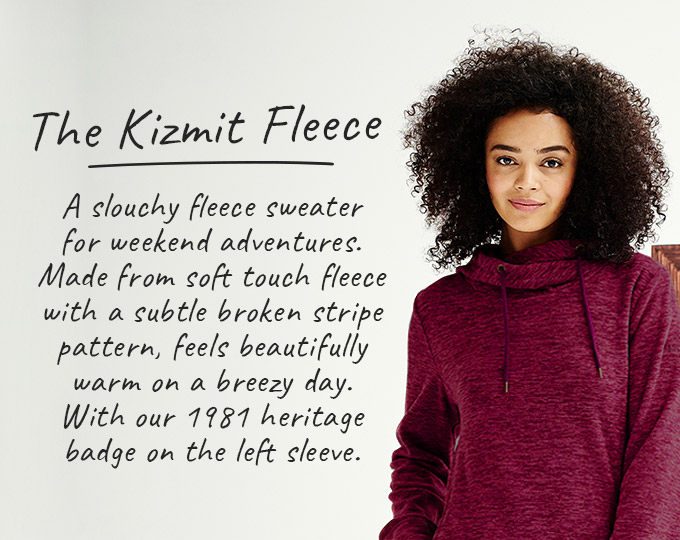 The Kizmit Fleece
A slouchy fleece sweater
for weekend adventures.
Made from soft touch fleece
with a subtle broken stripe
pattern, feels beautifully
warm on a breezy day.
With our 1981 heritage
badge on the left sleeve.